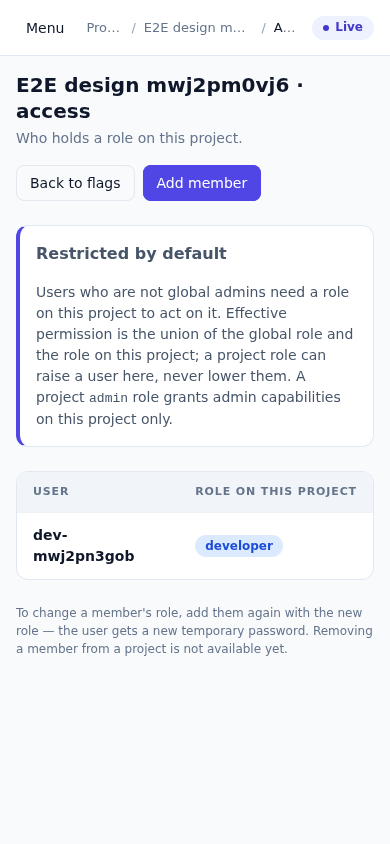 Menu Pro… / E2E design m… / A… Live
E2E design mwj2pm0vj6 ·
access
Who holds a role on this project.
Back to flags Add member
Restricted by default
Users who are not global admins need a role
on this project to act on it. Effective
permission is the union of the global role and
the role on this project; a project role can
raise a user here, never lower them. A
project admin role grants admin capabilities
on this project only.
USER ROLE ON THIS PROJECT
dev-
mwj2pn3gob developer
To change a member's role, add them again with the new
role — the user gets a new temporary password. Removing
a member from a project is not available yet.